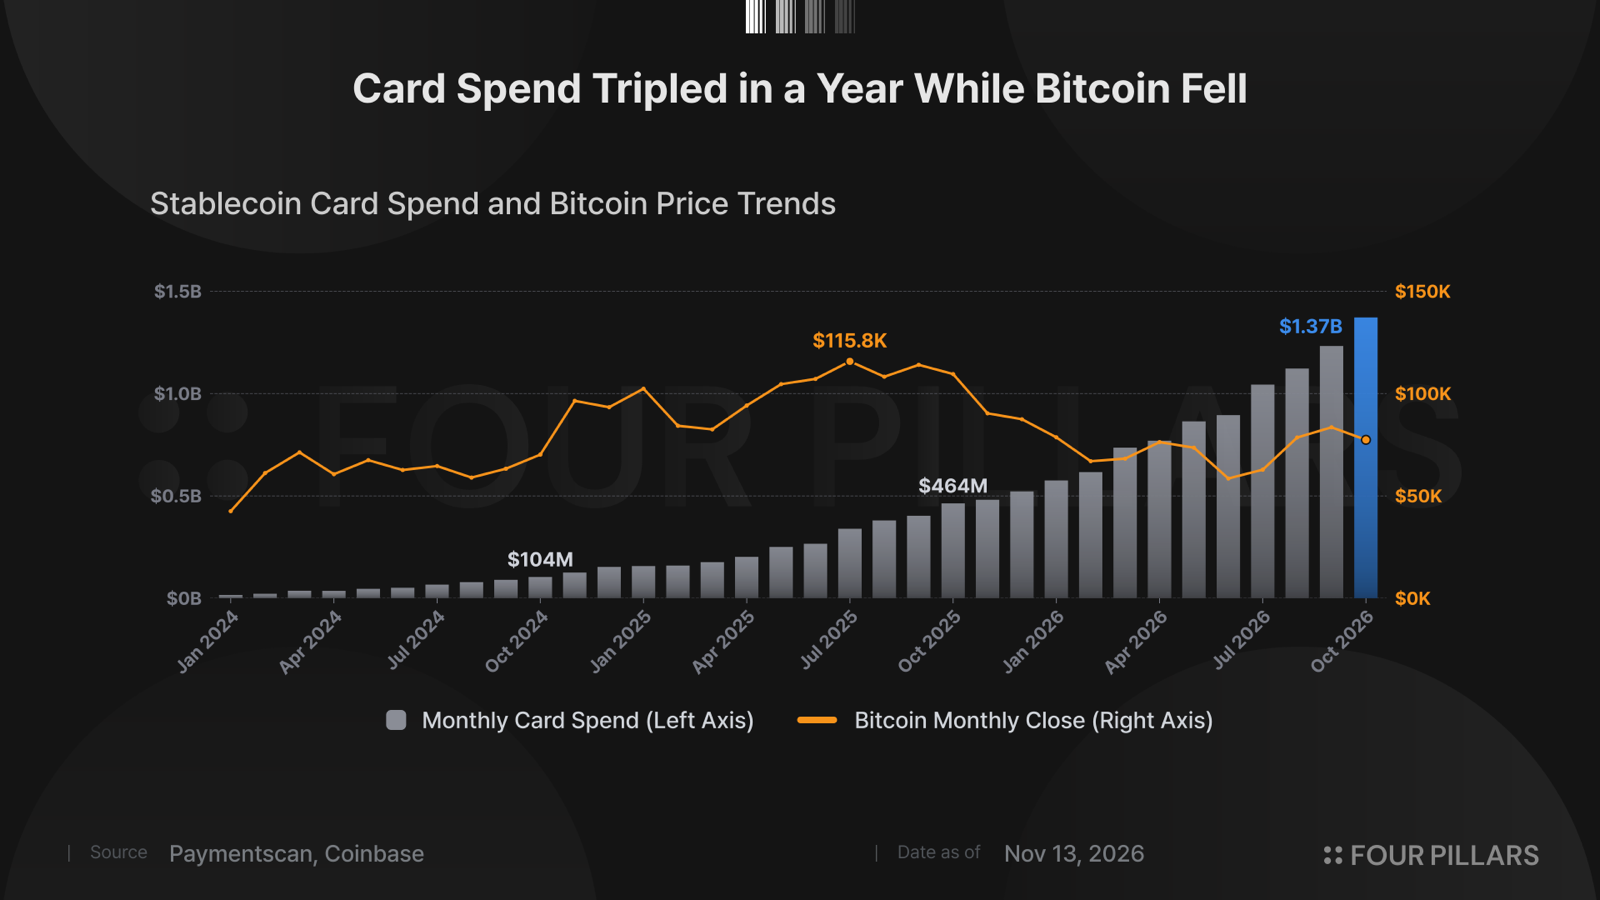 Card Spend Tripled in a Year While Bitcoin Fell
Stablecoin Card Spend and Bitcoin Price Trends
$1.5B
$150K
$1.37B
$115.8K
$1.0B
$100K
FOUR PILLARS
$464M
$0.5B
$50K
$104M
$0B
$0K
Jan 2024
Apr 2024
Jul 2024
Oct 2024
Jan 2025
Apr 2025
Jul 2025
Oct 2025
Jan 2026
Apr 2026
Jul 2026
Oct 2026
Monthly Card Spend (Left Axis)
Bitcoin Monthly Close (Right Axis)
Source Paymentscan, Coinbase
Date as of Nov 13, 2026
FOUR PILLARS